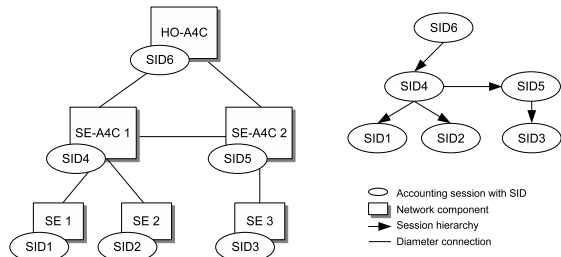 HO-A4C
SID6
SE-A4C 1
SID4
SE-A4C 2
SID5
SE 1
SID1
SE 2
SID2
SE 3
SID3
SID6
SID4
SID5
SID1
SID2
SID3
Accounting session with SID
Network component
Session hierarchy
Diameter connection